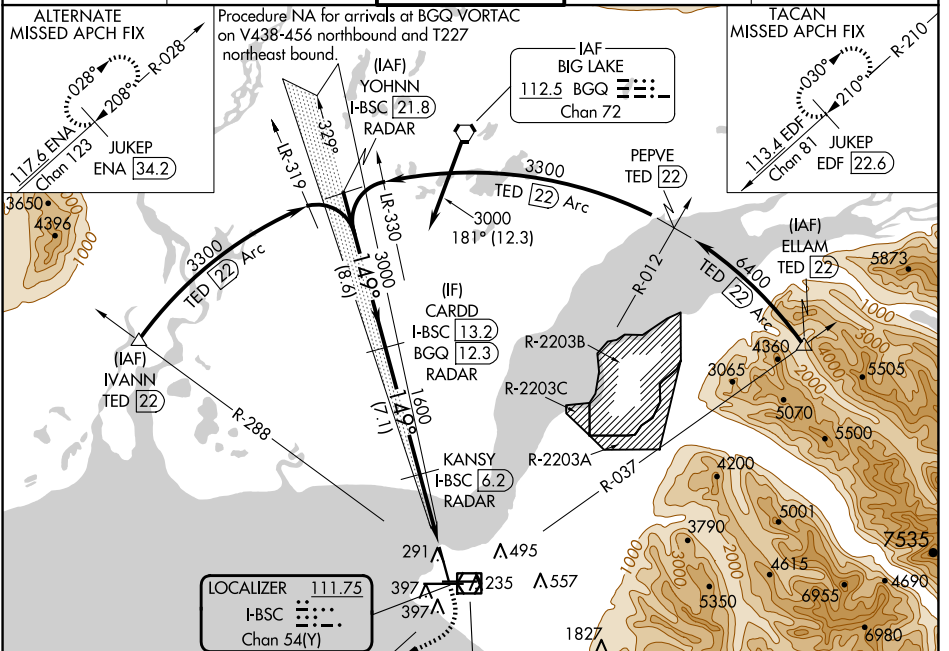 ALTERNATE
MISSED APCH FIX
028°
208°
R-028
117.6 ENA
Chan 123
JUKEP
ENA 34.2
Procedure NA for arrivals at BGQ VORTAC
on V438-456 northbound and T227
northeast bound.
(IAF)
YOHNN
I-BSC 21.8
RADAR
IAF
BIG LAKE
112.5 BGQ
Chan 72
TACAN
MISSED APCH FIX
030°
210°
R-210
113.4 EDF
Chan 81
JUKEP
EDF 22.6
329°
LR-319
LR-330
3300
TED 22 Arc
3000
181° (12.3)
PEPVE
TED 22
R-012
(IAF)
ELLAM
TED 22
6400
TED 22 Arc
3650
4396
1000
3300
TED 22 Arc
3000
149°
(8.6)
(IF)
CARDD
I-BSC 13.2
BGQ 12.3
RADAR
1600
149°
(7.1)
(IAF)
IVANN
TED 22
R-288
KANSY
I-BSC 6.2
RADAR
R-2203B
R-2203C
R-2203A
R-037
5873
1000
3000
4360
4000
3065
2000
5505
5070
5500
4200
5001
3790
2000
1000
3000
4615
7535
5350
6955
4690
6980
1827
291
495
397
235
557
397
LOCALIZER 111.75
I-BSC
Chan 54(Y)